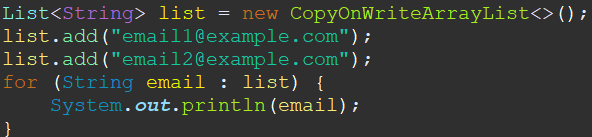 List<String> list = new CopyOnWriteArrayList<>();
list.add("email1@example.com");
list.add("email2@example.com");
for (String email : list) {
    System.out.println(email);
}